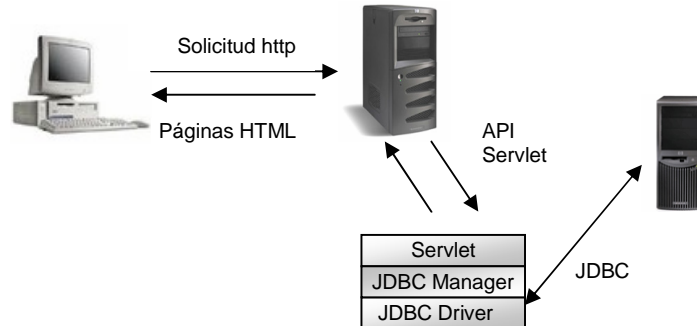 Solicitud http
Páginas HTML
API
Servlet
Servlet
JDBC Manager
JDBC Driver
JDBC